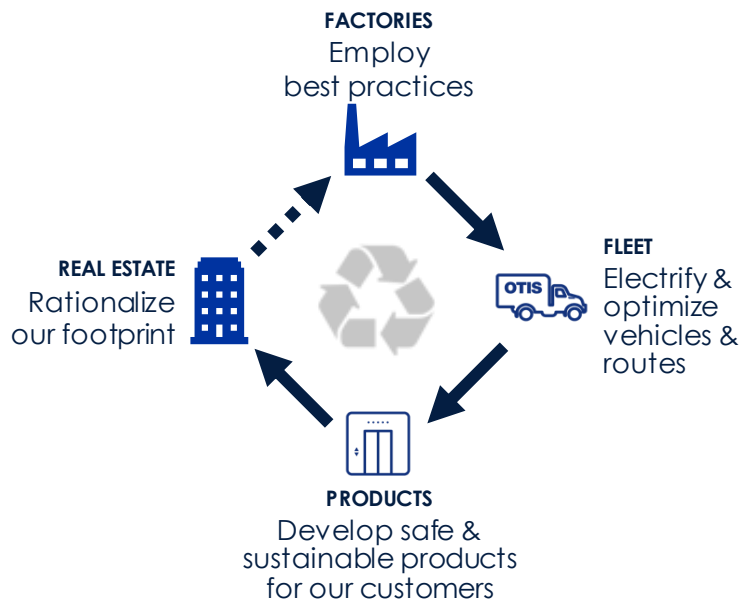 FACTORIES
Employ
best practices
FLEET
Electrify &
optimize
vehicles &
routes
OTIS
REAL ESTATE
Rationalize
our footprint
PRODUCTS
Develop safe &
sustainable products
for our customers